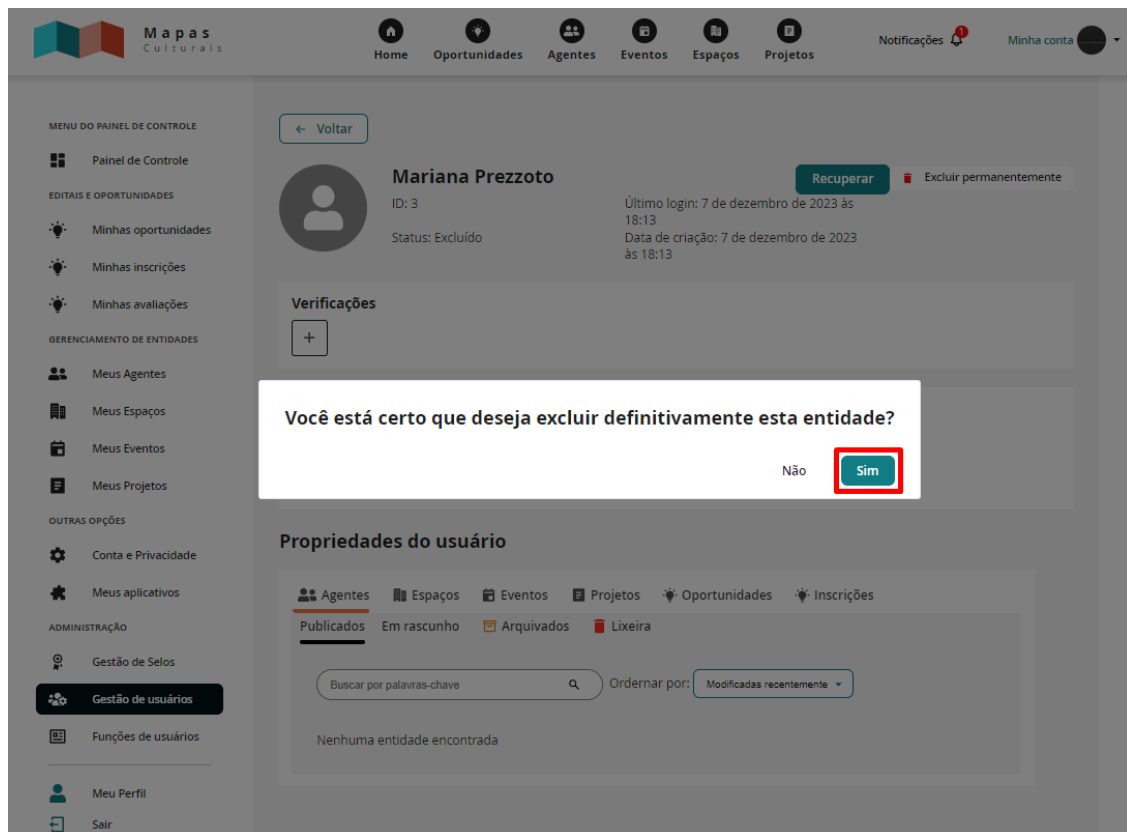 Mapas
Culturais
Home
Oportunidades
Agentes
Eventos
Espaços
Projetos
Notificações
1
Minha conta
MENU DO PAINEL DE CONTROLE
Painel de Controle
EDITAIS E OPORTUNIDADES
Minhas oportunidades
Minhas inscrições
Minhas avaliações
GERENCIAMENTO DE ENTIDADES
Meus Agentes
Meus Espaços
Meus Eventos
Meus Projetos
OUTRAS OPÇÕES
Conta e Privacidade
Meus aplicativos
ADMINISTRAÇÃO
Gestão de Selos
Gestão de usuários
Funções de usuários
Meu Perfil
Sair
← Voltar
Mariana Prezzoto
Recuperar
Excluir permanentemente
ID: 3
Status: Excluído
Último login: 7 de dezembro de 2023 às
18:13
Data de criação: 7 de dezembro de 2023
às 18:13
Verificações
+
Você está certo que deseja excluir definitivamente esta entidade?
Não
Sim
Propriedades do usuário
Agentes
Espaços
Eventos
Projetos
Oportunidades
Inscrições
Publicados
Em rascunho
Arquivados
Lixeira
Buscar por palavras-chave
Ordernar por:
Modificadas recentemente
Nenhuma entidade encontrada